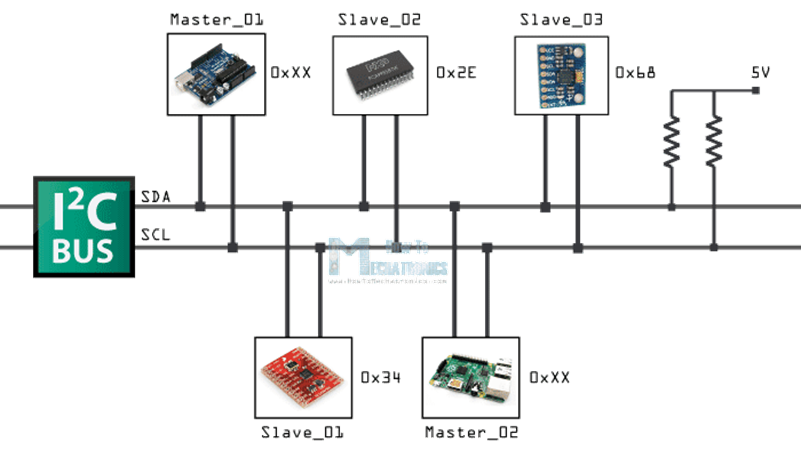 Master_01
Slave_02
Slave_03
0xXX
0x2E
0x68
5V
I²C
BUS
SDA
SCL
How To
MECHATRONICS
www.HowToMechatronics.com
0x34
0xXX
Slave_01
Master_02